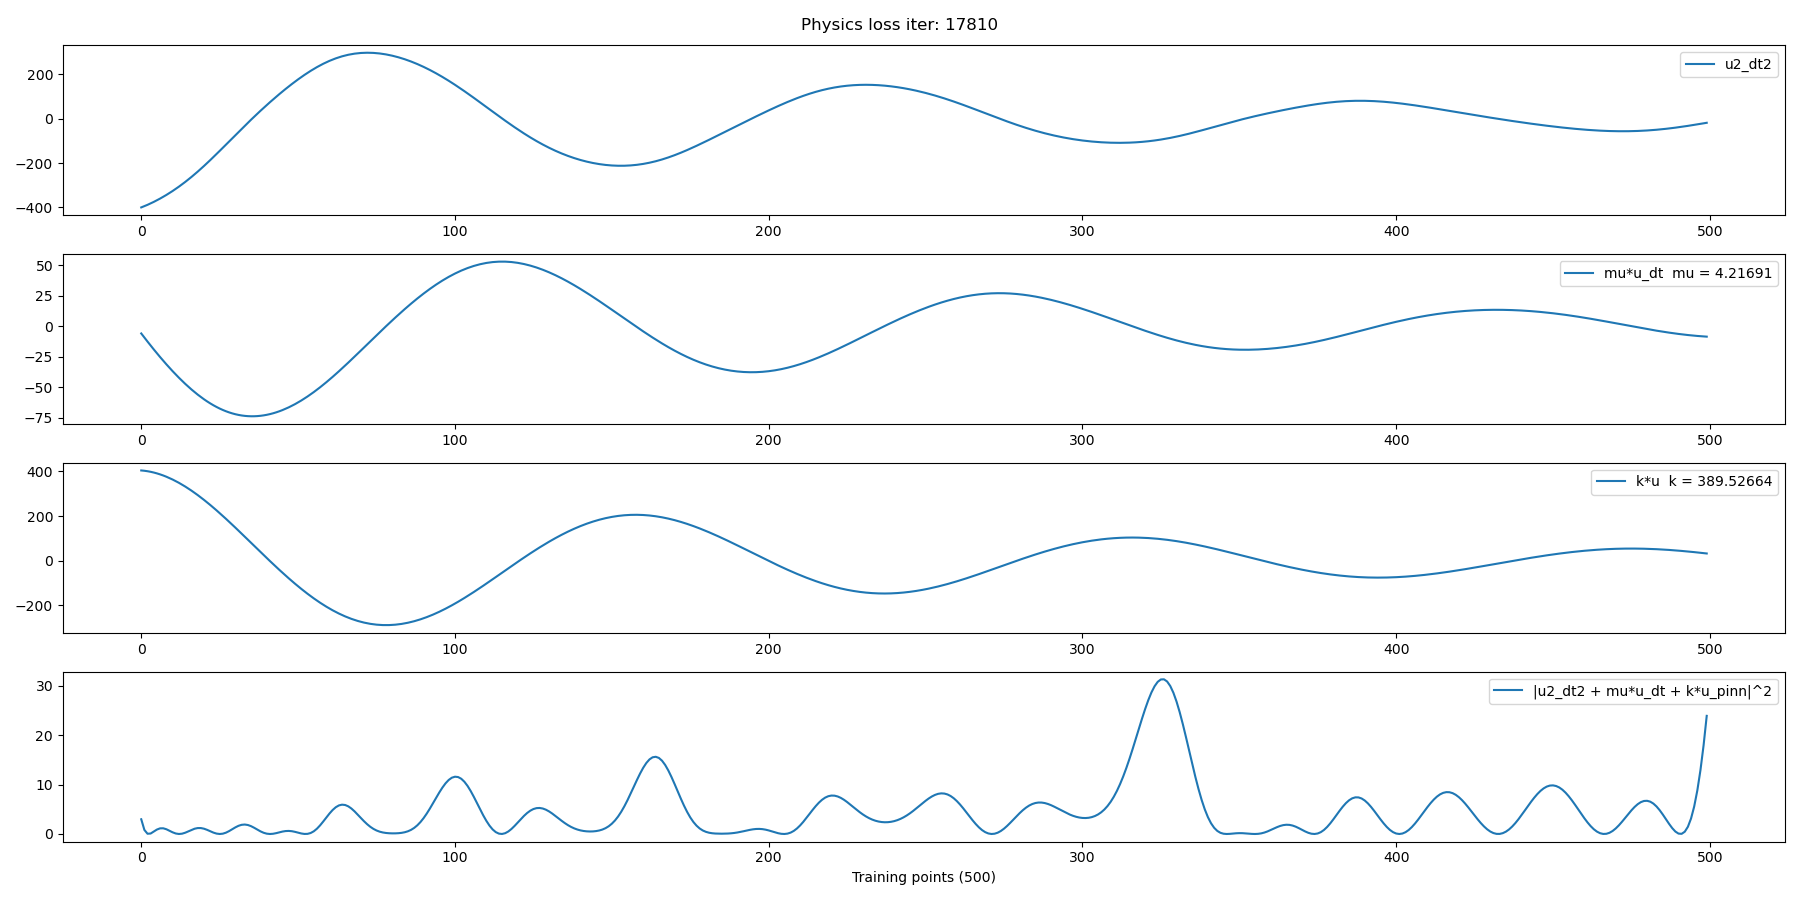 Physics loss iter: 17810
u2_dt2
200
0
−200
−400
0 100 200 300 400 500
mu*u_dt  mu = 4.21691
50
25
0
−25
−50
−75
0 100 200 300 400 500
k*u  k = 389.52664
400
200
0
−200
0 100 200 300 400 500
|u2_dt2 + mu*u_dt + k*u_pinn|^2
30
20
10
0
0 100 200 300 400 500
Training points (500)